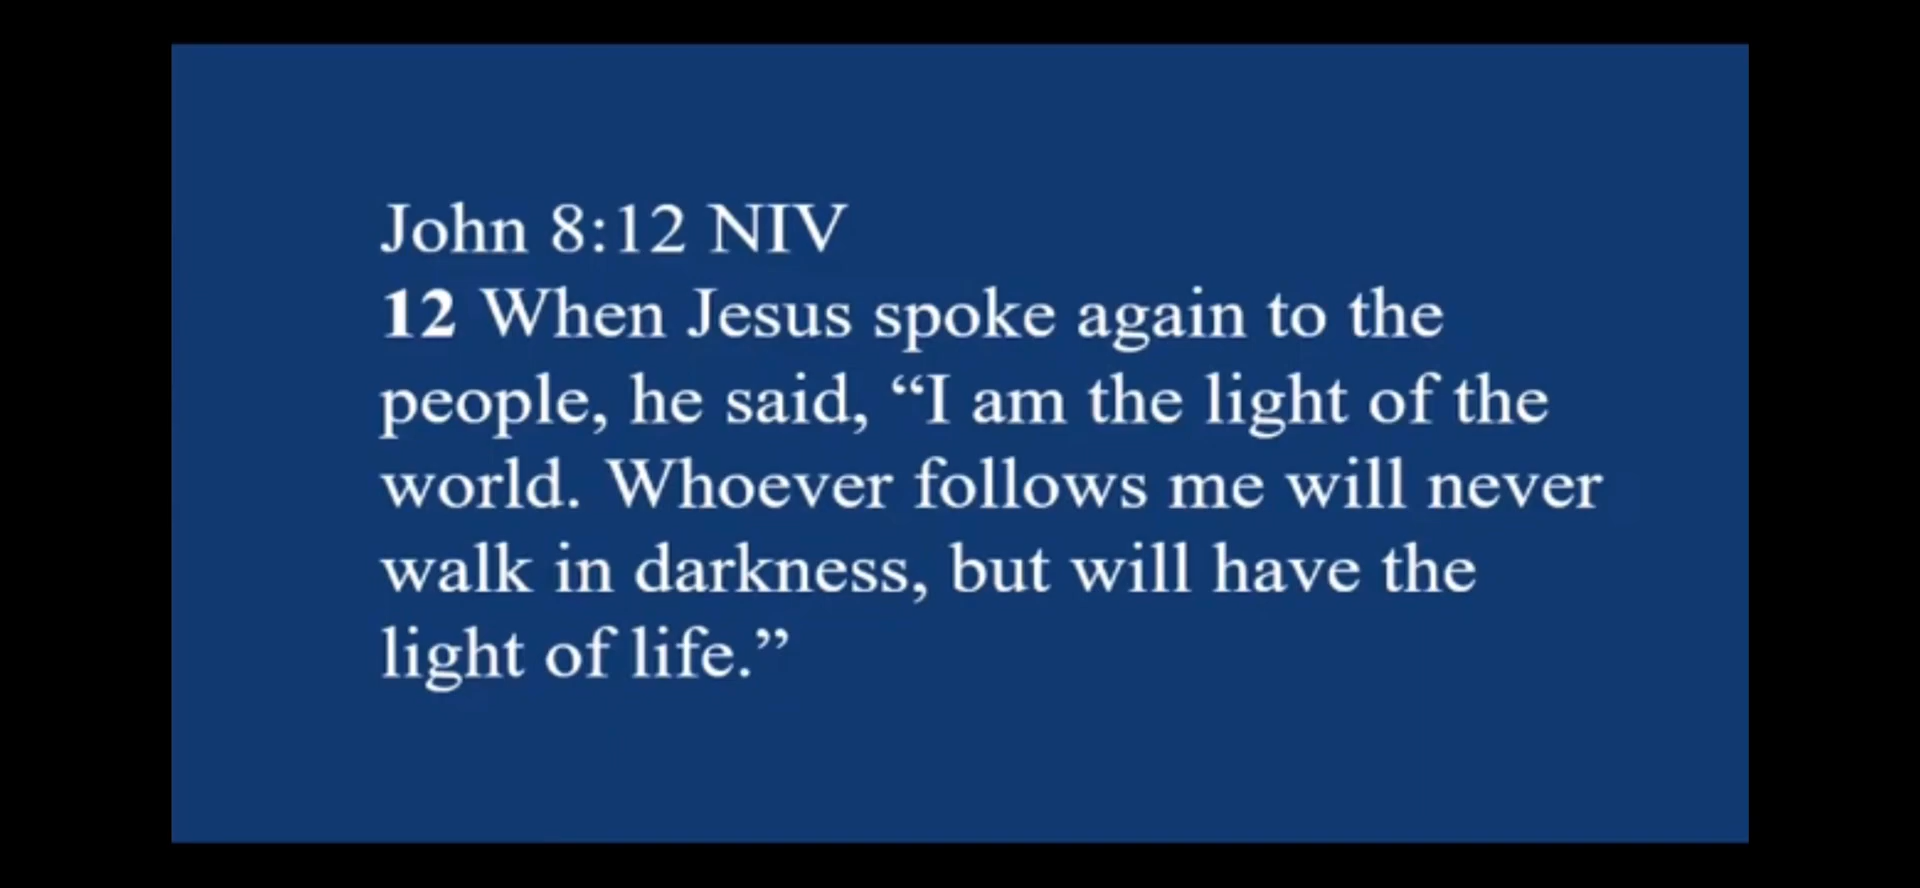 John 8:12 NIV
12 When Jesus spoke again to the
people, he said, “I am the light of the
world. Whoever follows me will never
walk in darkness, but will have the
light of life.”